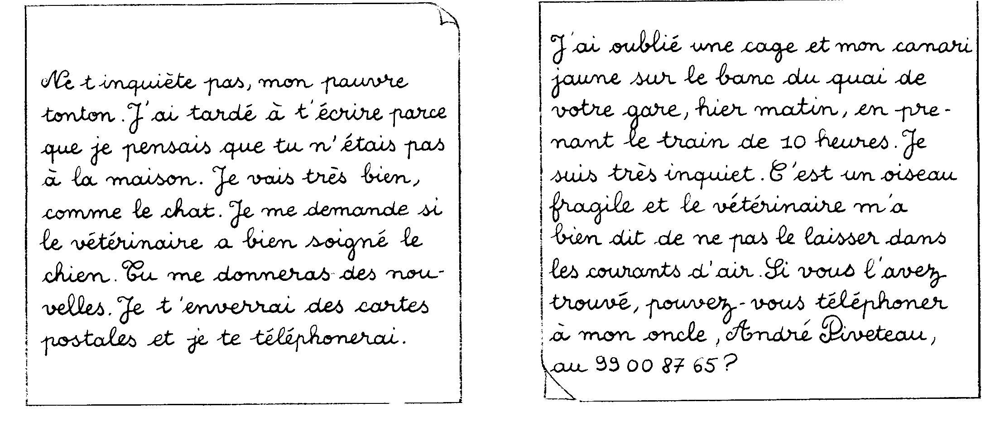 Ne t inquiète pas, mon pauvre
tonton. J'ai tardé à t'écrire parce
que je pensais que tu n'étais pas
à la maison. Je vais très bien,
comme le chat. Je me demande si
le vétérinaire a bien soigné le
chien. Tu me donneras des nou-
velles. Je t'enverrai des cartes
postales et je te téléphonerai.
J'ai oublié une cage et mon canari
jaune sur le banc du quai de
votre gare, hier matin, en pre-
nant le train de 10 heures. Je
suis très inquiet. C'est un oiseau
fragile et le vétérinaire m'a
bien dit de ne pas le laisser dans
les courants d'air. Si vous l'avez
trouvé, pouvez-vous téléphoner
à mon oncle, André Piveteau,
au 99 00 87 65 ?